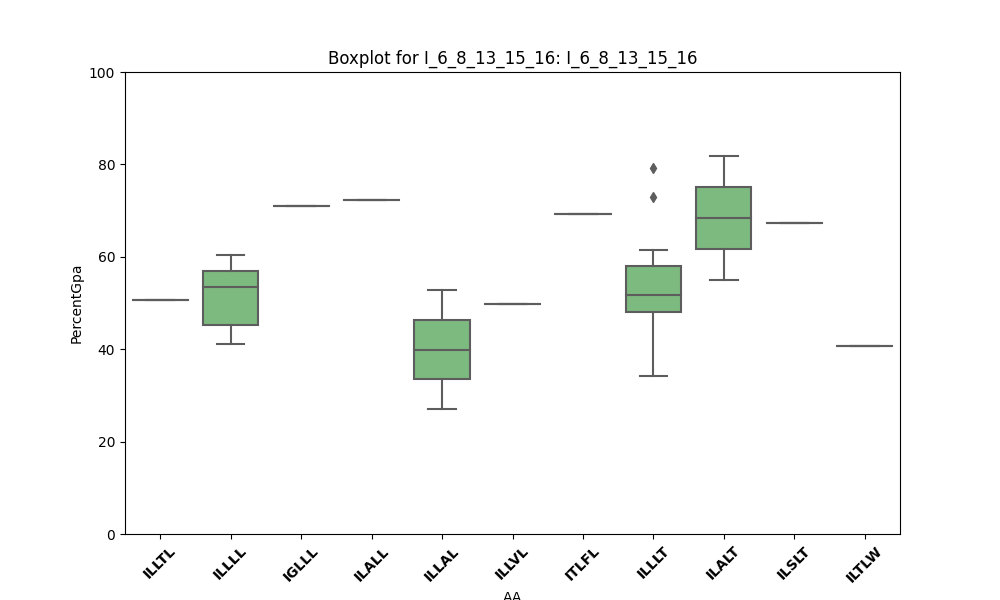 Boxplot for I_6_8_13_15_16: I_6_8_13_15_16
100
80
60
40
20
0
PercentGpa
ILLTL
ILLLL
IGLLL
ILALL
ILLAL
ILLVL
ITLFL
ILLLT
ILALT
ILSLT
ILTLW
AA